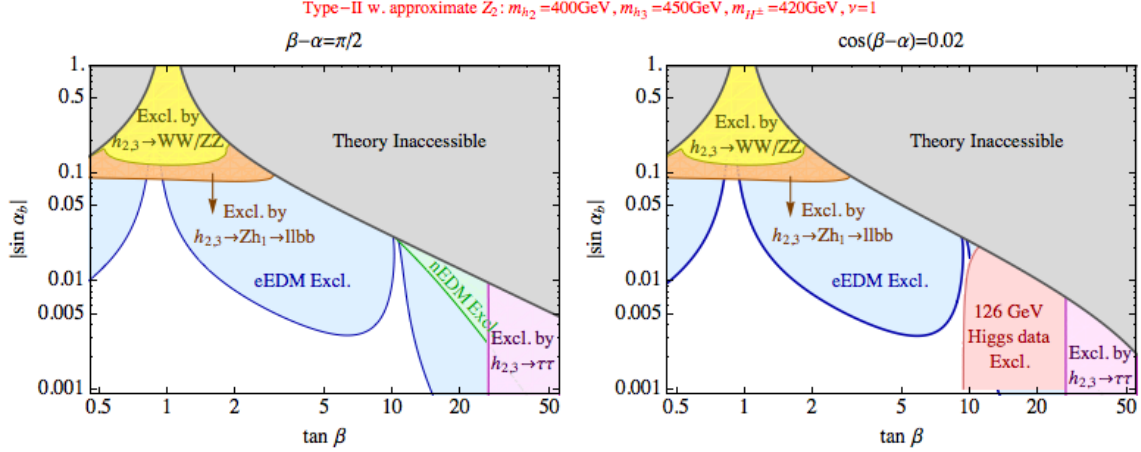 Type−II w. approximate Z₂: m_h₂=400GeV, m_h₃=450GeV, m_H±=420GeV, ν=1
β−α=π/2
1.
0.5
0.1
0.05
0.01
0.005
0.001
|sin α_b|
Excl. by
h₂,₃→WW/ZZ
Theory Inaccessible
Excl. by
h₂,₃→Zh₁→llbb
eEDM Excl.
nEDM Excl.
Excl. by
h₂,₃→ττ
0.5 1 2 5 10 20 50
tan β
cos(β−α)=0.02
1.
0.5
0.1
0.05
0.01
0.005
0.001
|sin α_b|
Excl. by
h₂,₃→WW/ZZ
Theory Inaccessible
Excl. by
h₂,₃→Zh₁→llbb
eEDM Excl.
126 GeV
Higgs data
Excl.
Excl. by
h₂,₃→ττ
0.5 1 2 5 10 20 50
tan β